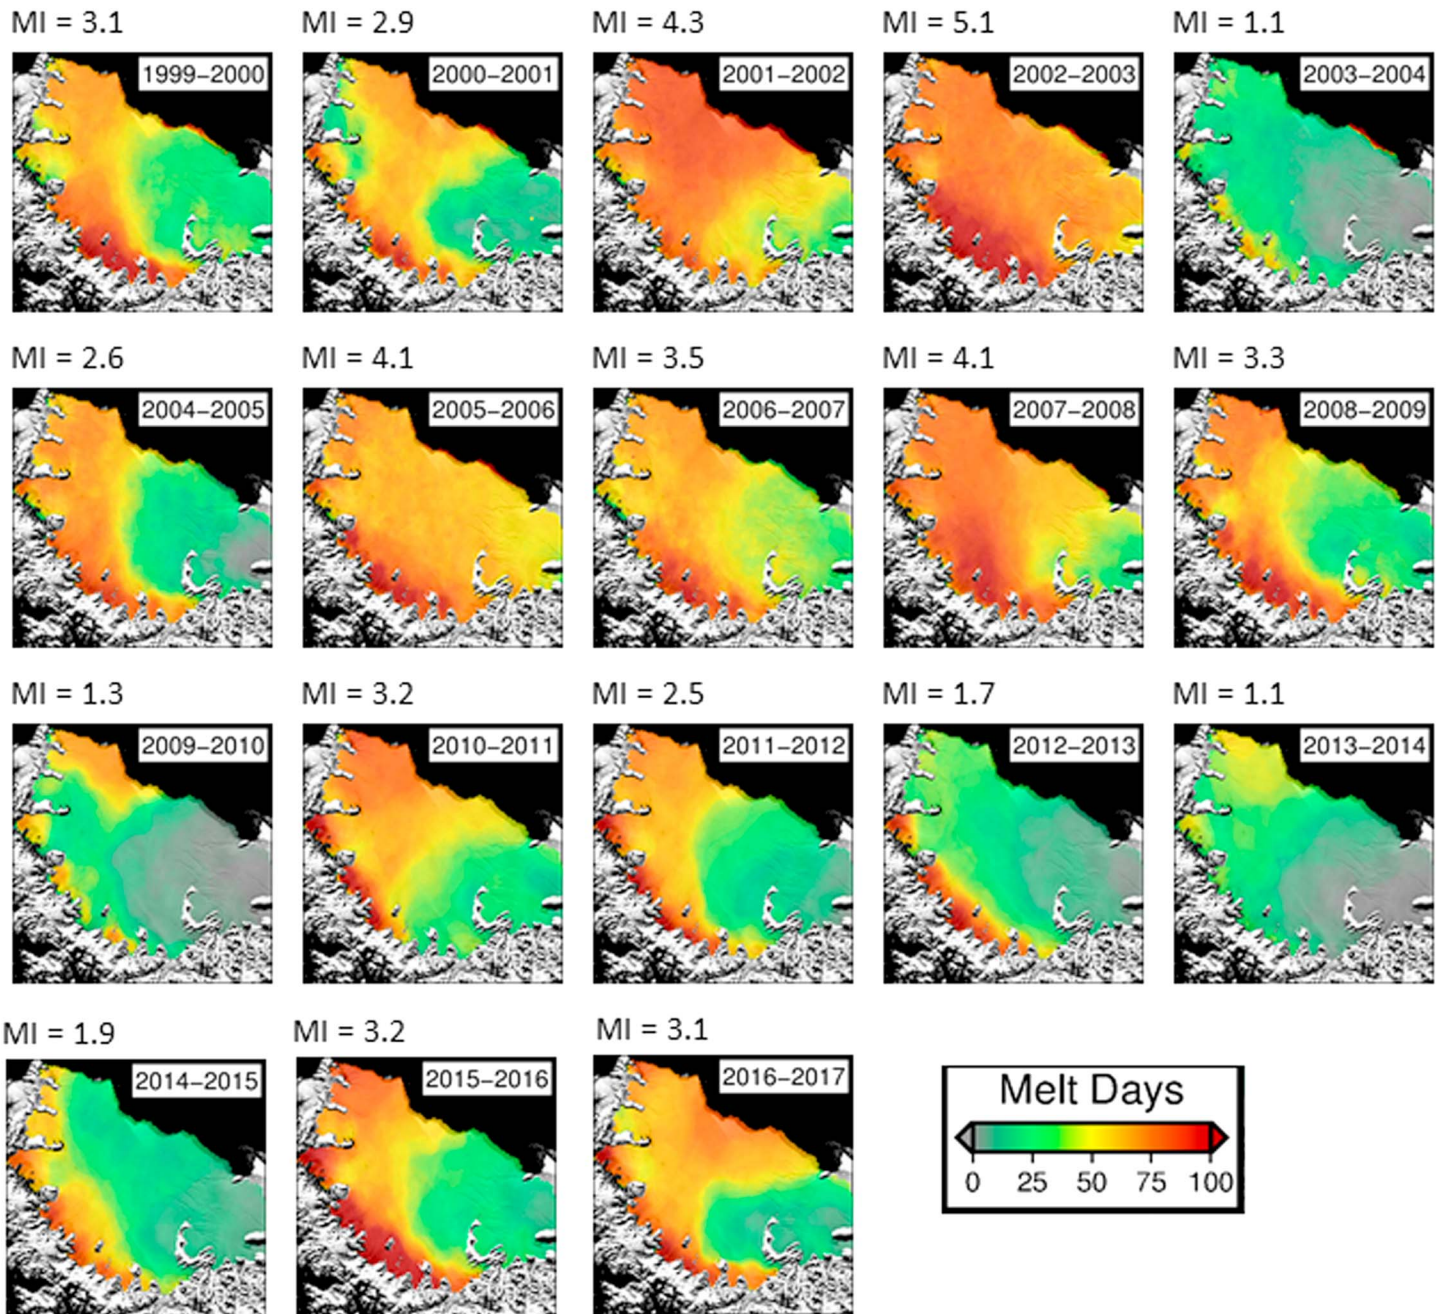 MI = 3.1
MI = 2.9
MI = 4.3
MI = 5.1
MI = 1.1
1999–2000
2000–2001
2001–2002
2002–2003
2003–2004
MI = 2.6
MI = 4.1
MI = 3.5
MI = 4.1
MI = 3.3
2004–2005
2005–2006
2006–2007
2007–2008
2008–2009
MI = 1.3
MI = 3.2
MI = 2.5
MI = 1.7
MI = 1.1
2009–2010
2010–2011
2011–2012
2012–2013
2013–2014
MI = 1.9
MI = 3.2
MI = 3.1
2014–2015
2015–2016
2016–2017
Melt Days
0 25 50 75 100